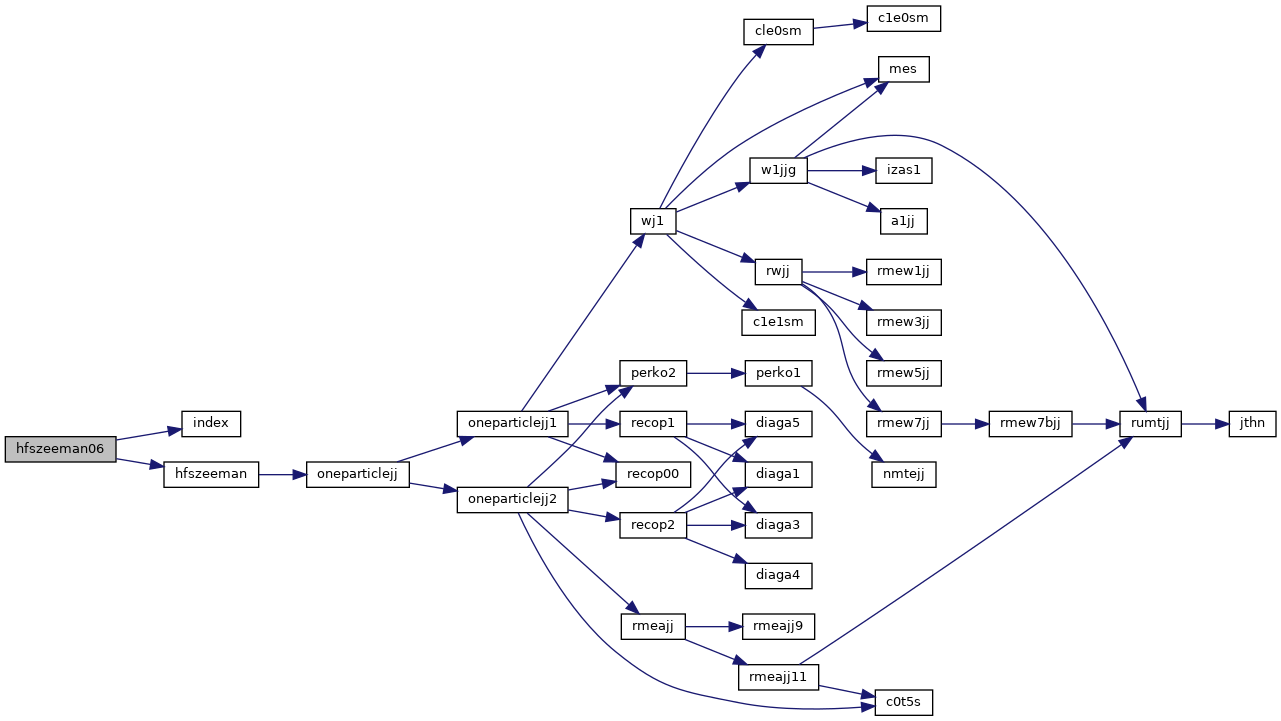 hfszeeman06
index
hfszeeman
oneparticlejj
oneparticlejj1
oneparticlejj2
wj1
perko2
recop1
recop00
recop2
rmeajj
cle0sm
c1e0sm
mes
w1jjg
izas1
a1jj
rwjj
rmew1jj
c1e1sm
rmew3jj
rmew5jj
perko1
diaga5
rmew7jj
rmew7bjj
rumtjj
jthn
diaga1
nmtejj
diaga3
diaga4
rmeajj9
rmeajj11
c0t5s